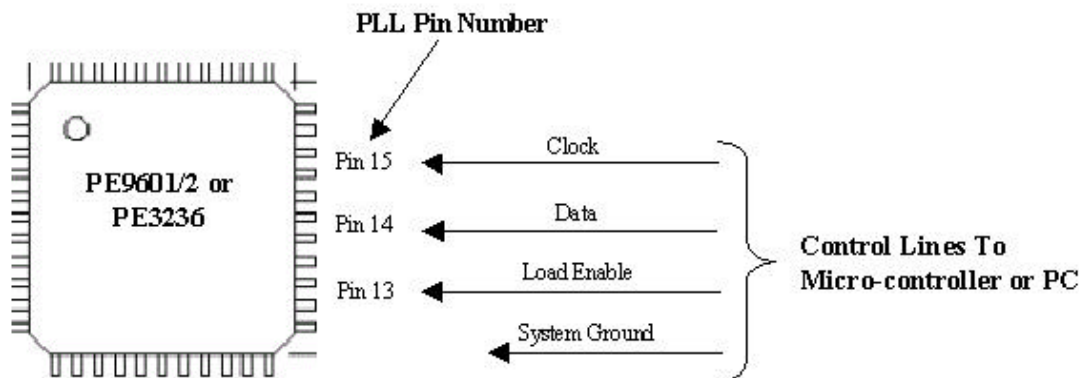 PLL Pin Number
PE9601/2 or
PE3236
Pin 15
Clock
Pin 14
Data
Pin 13
Load Enable
System Ground
Control Lines To
Micro-controller or PC